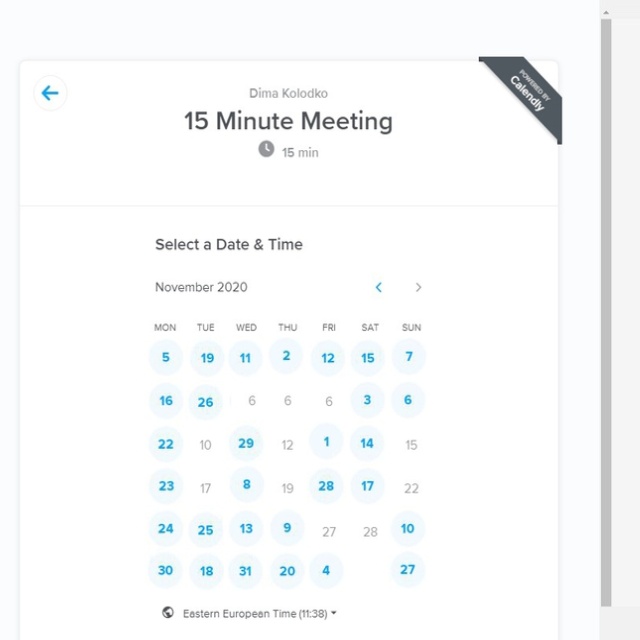 POWERED BY
Calendly
Dima Kolodko
15 Minute Meeting
15 min
Select a Date & Time
November 2020
MON TUE WED THU FRI SAT SUN
5 19 11 2 12 15 7
16 26 6 6 6 3 6
22 10 29 12 1 14 15
23 17 8 19 28 17 22
24 25 13 9 27 28 10
30 18 31 20 4 27
Eastern European Time (11:38)